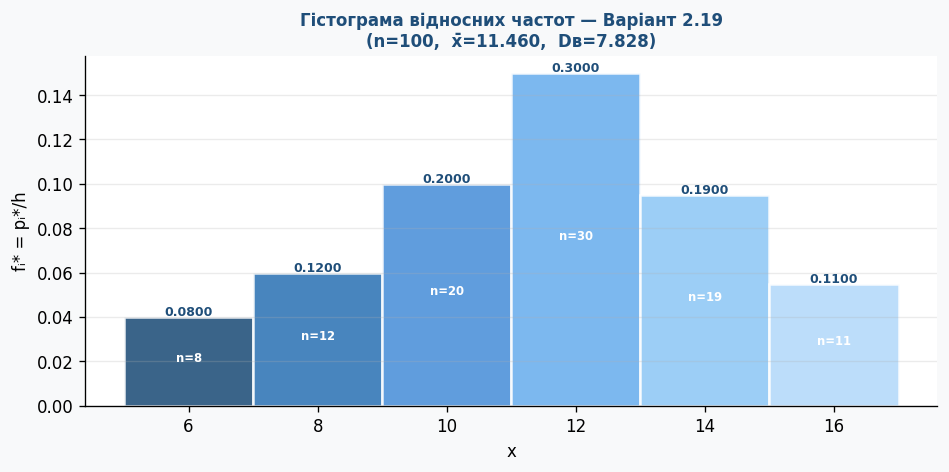 Гістограма відносних частот — Варіант 2.19
(n=100, x̄=11.460, Dв=7.828)
0.3000
0.14
0.12
0.2000
0.1900
0.10
0.08
n=30
fᵢ* = pᵢ*/h
0.1200
0.1100
0.06
n=20
n=19
0.0800
0.04
n=12
n=11
n=8
0.02
0.00
6 8 10 12 14 16
x